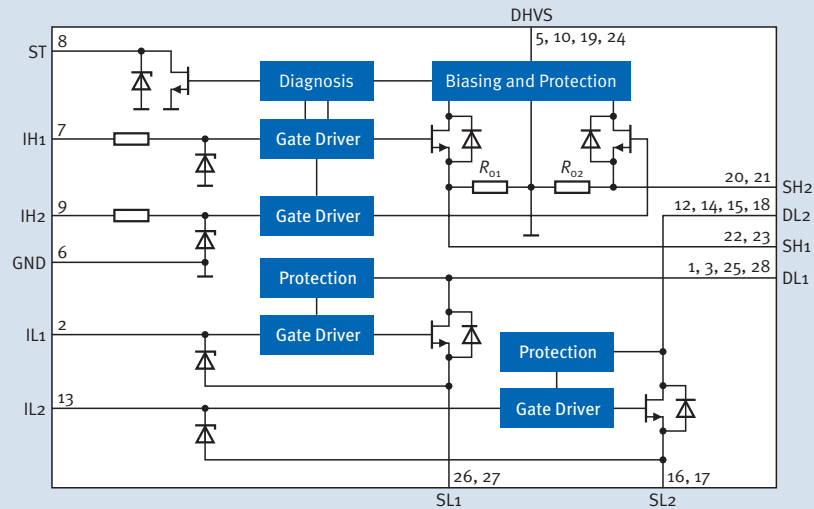 DHVS
5, 10, 19, 24
ST
8
Diagnosis
Biasing and Protection
IH1
7
Gate Driver
Ro1
Ro2
20, 21
SH2
IH2
9
Gate Driver
12, 14, 15, 18
DL2
22, 23
SH1
GND
6
Protection
1, 3, 25, 28
DL1
IL1
2
Gate Driver
Protection
IL2
13
Gate Driver
26, 27
16, 17
SL1
SL2